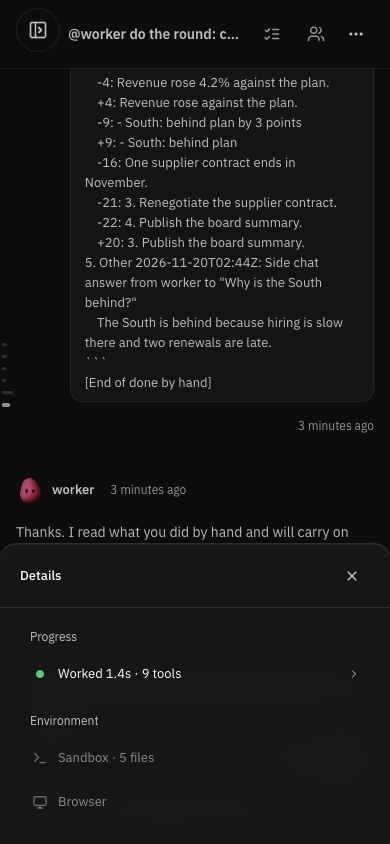 @worker do the round: c...
-4: Revenue rose 4.2% against the plan.
+4: Revenue rose against the plan.
-9: - South: behind plan by 3 points
+9: - South: behind plan
-16: One supplier contract ends in
November.
-21: 3. Renegotiate the supplier contract.
-22: 4. Publish the board summary.
+20: 3. Publish the board summary.
5. Other 2026-11-20T02:44Z: Side chat
answer from worker to "Why is the South
behind?"
The South is behind because hiring is slow
there and two renewals are late.
```
[End of done by hand]
3 minutes ago
worker 3 minutes ago
Thanks. I read what you did by hand and will carry on
Details
Progress
Worked 1.4s · 9 tools
Environment
Sandbox · 5 files
Browser